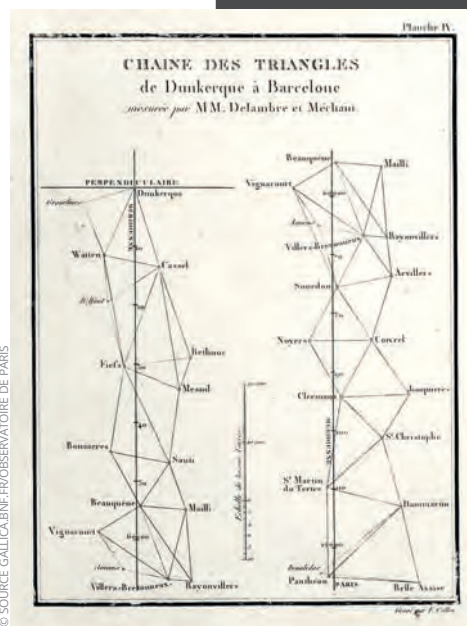 Planche IV.
CHAINE DES TRIANGLES
de Dunkerque à Barcelone
mesurée par MM. Delambre et Méchain.
PERPENDICULAIRE
Dunkerque
Watten
Cassel
Fiefs
Bethune
Mesnil
Bonnieres
Sauti
Beauquêne
Mailli
Vignacourt
Villers-Bretonneux
Bayonvillers
Beauquêne
Mailli
Vignacourt
Villers-Bretonneux
Bayonvillers
Arvillers
Sourdon
Noyers
Coivrel
Clermont
Jonquieres
St. Christophe
St. Martin
du Tertre
Dammartin
Panthéon
PARIS
Belle Assise
© SOURCE GALLICA.BNF.FR/OBSERVATOIRE DE PARIS